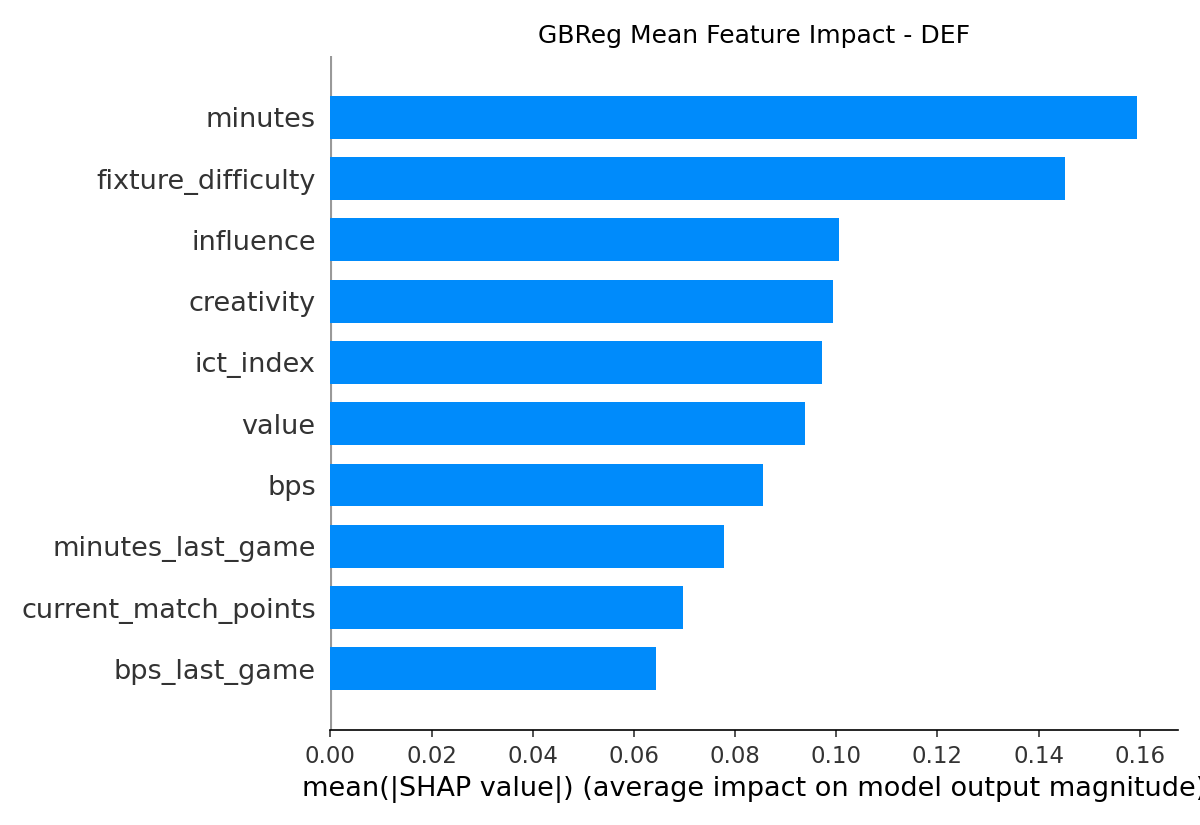 GBReg Mean Feature Impact - DEF
minutes
fixture_difficulty
influence
creativity
ict_index
value
bps
minutes_last_game
current_match_points
bps_last_game
0.00 0.02 0.04 0.06 0.08 0.10 0.12 0.14 0.16
mean(|SHAP value|) (average impact on model output magnitude)